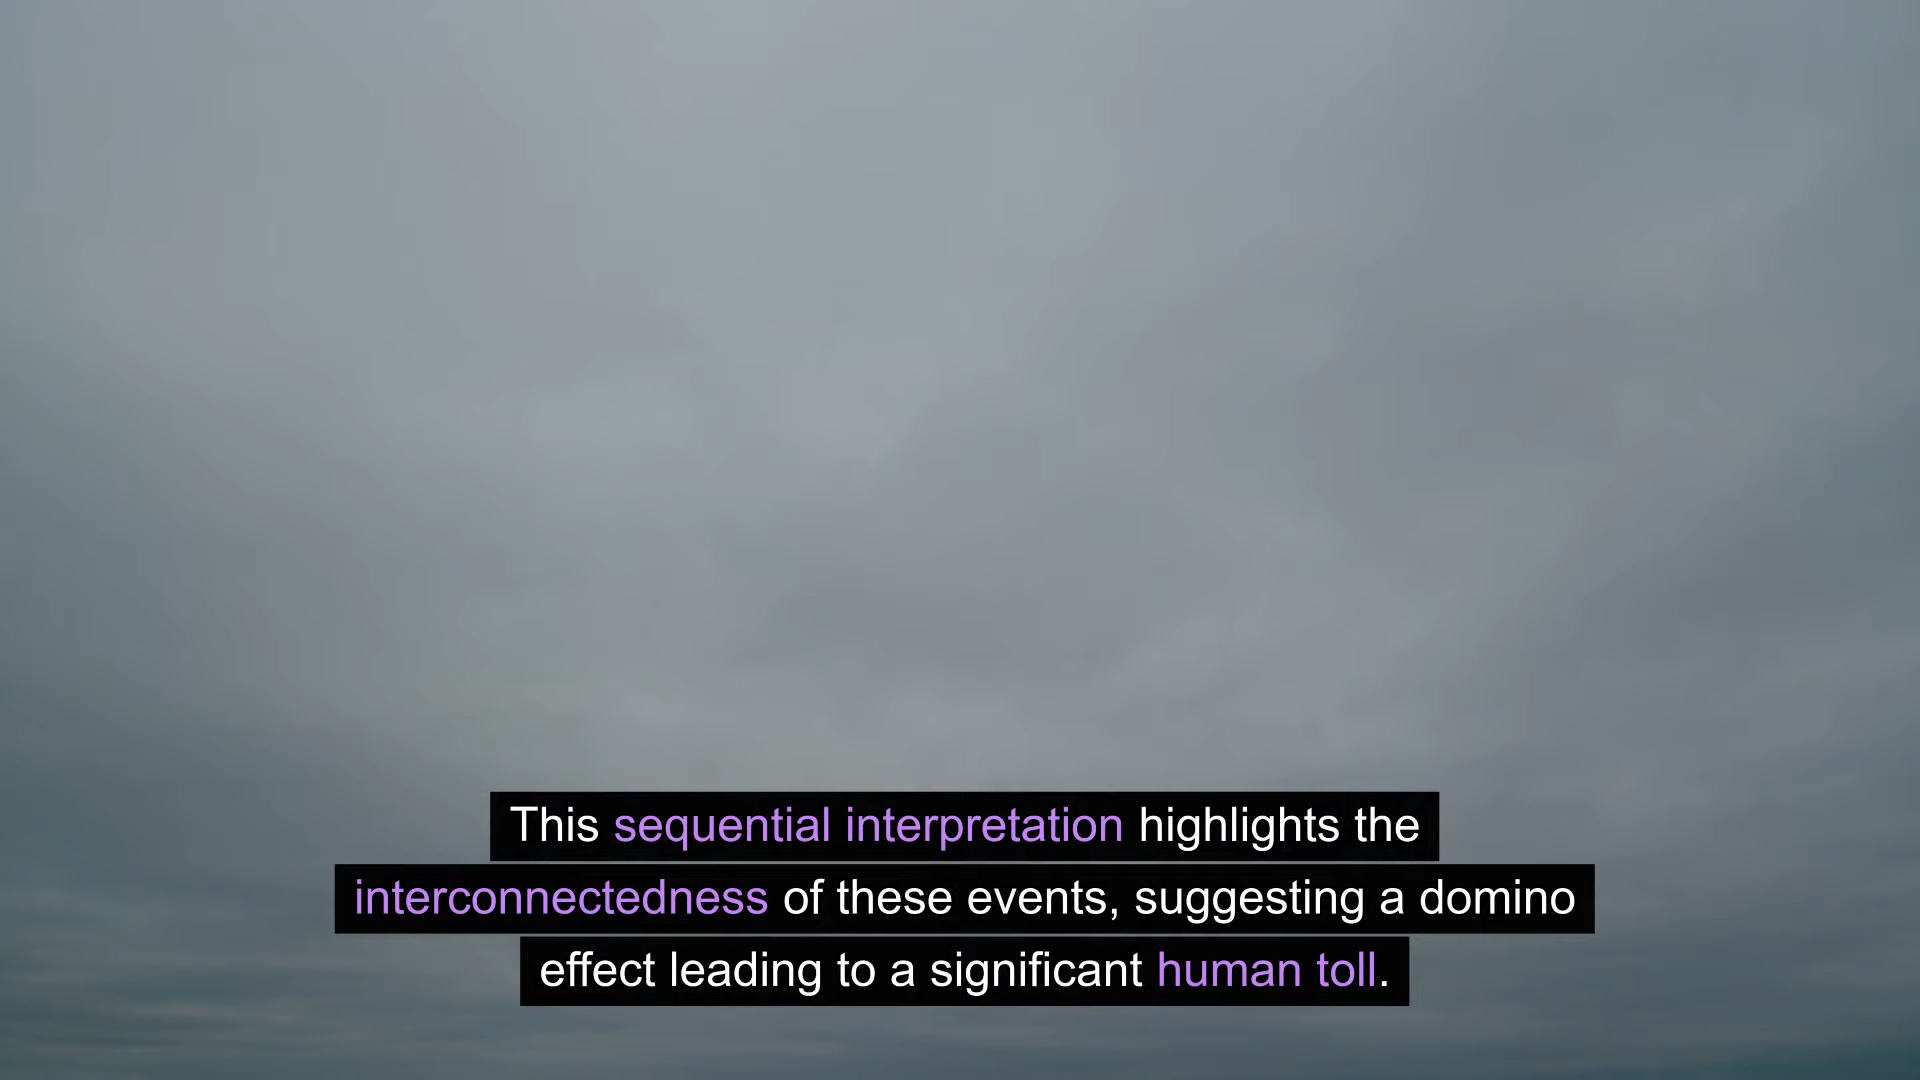 This sequential interpretation highlights the
interconnectedness of these events, suggesting a domino
effect leading to a significant human toll.